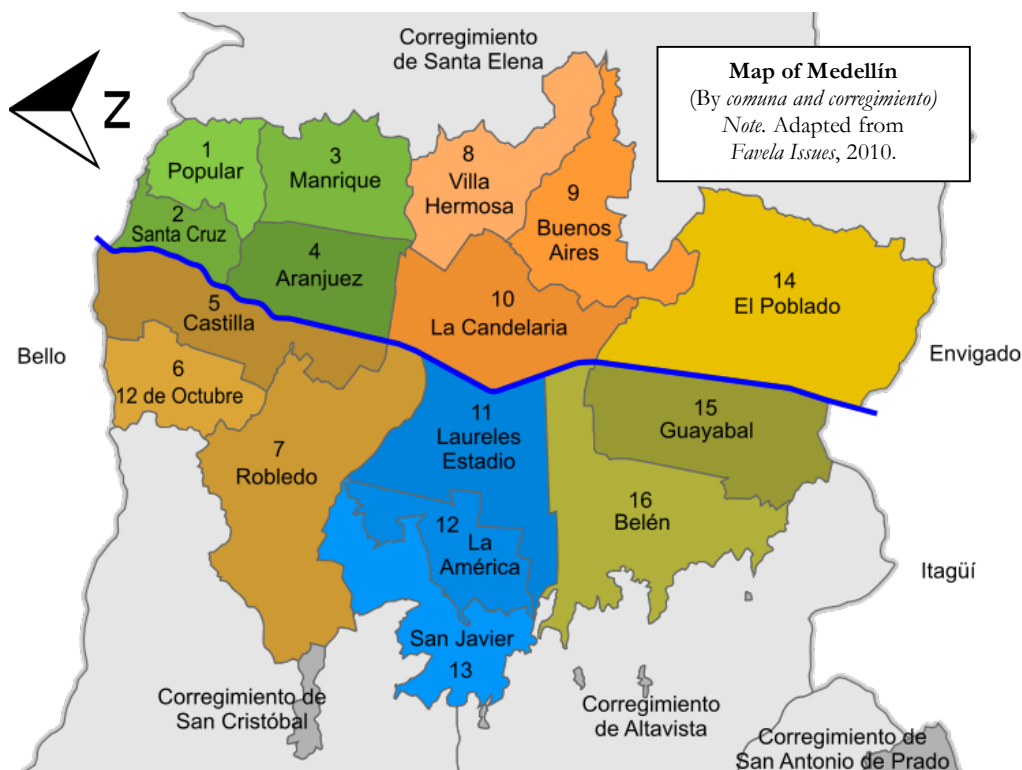 Corregimiento
de Santa Elena
Map of Medellín
(By comuna and corregimiento)
Note. Adapted from
Favela Issues, 2010.
N
1
Popular
3
Manrique
8
Villa
Hermosa
9
Buenos
Aires
2
Santa Cruz
4
Aranjuez
14
El Poblado
5
Castilla
10
La Candelaria
Bello
Envigado
6
12 de Octubre
11
Laureles
Estadio
15
Guayabal
7
Robledo
16
Belén
12
La
América
Itagüí
San Javier
13
Corregimiento de
San Cristóbal
Corregimiento
de Altavista
Corregimiento de
San Antonio de Prado